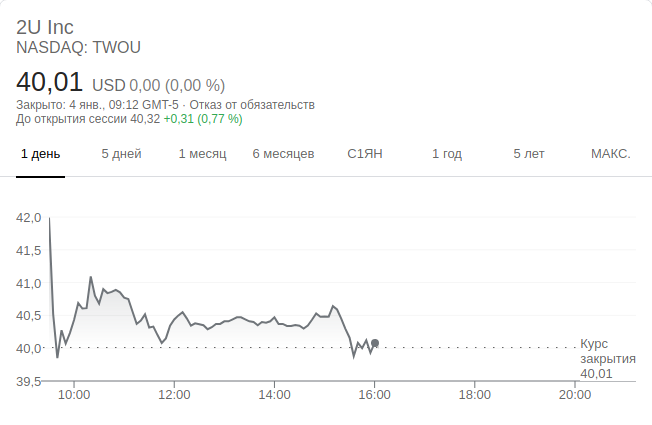 2U Inc
NASDAQ: TWOU
40,01 USD 0,00 (0,00 %)
Закрыто: 4 янв., 09:12 GMT-5 · Отказ от обязательств
До открытия сессии 40,32 +0,31 (0,77 %)
1 день 5 дней 1 месяц 6 месяцев С1ЯН 1 год 5 лет МАКС.
42,0
41,5
41,0
40,5
40,0
39,5
Курс
закрытия
40,01
10:00 12:00 14:00 16:00 18:00 20:00